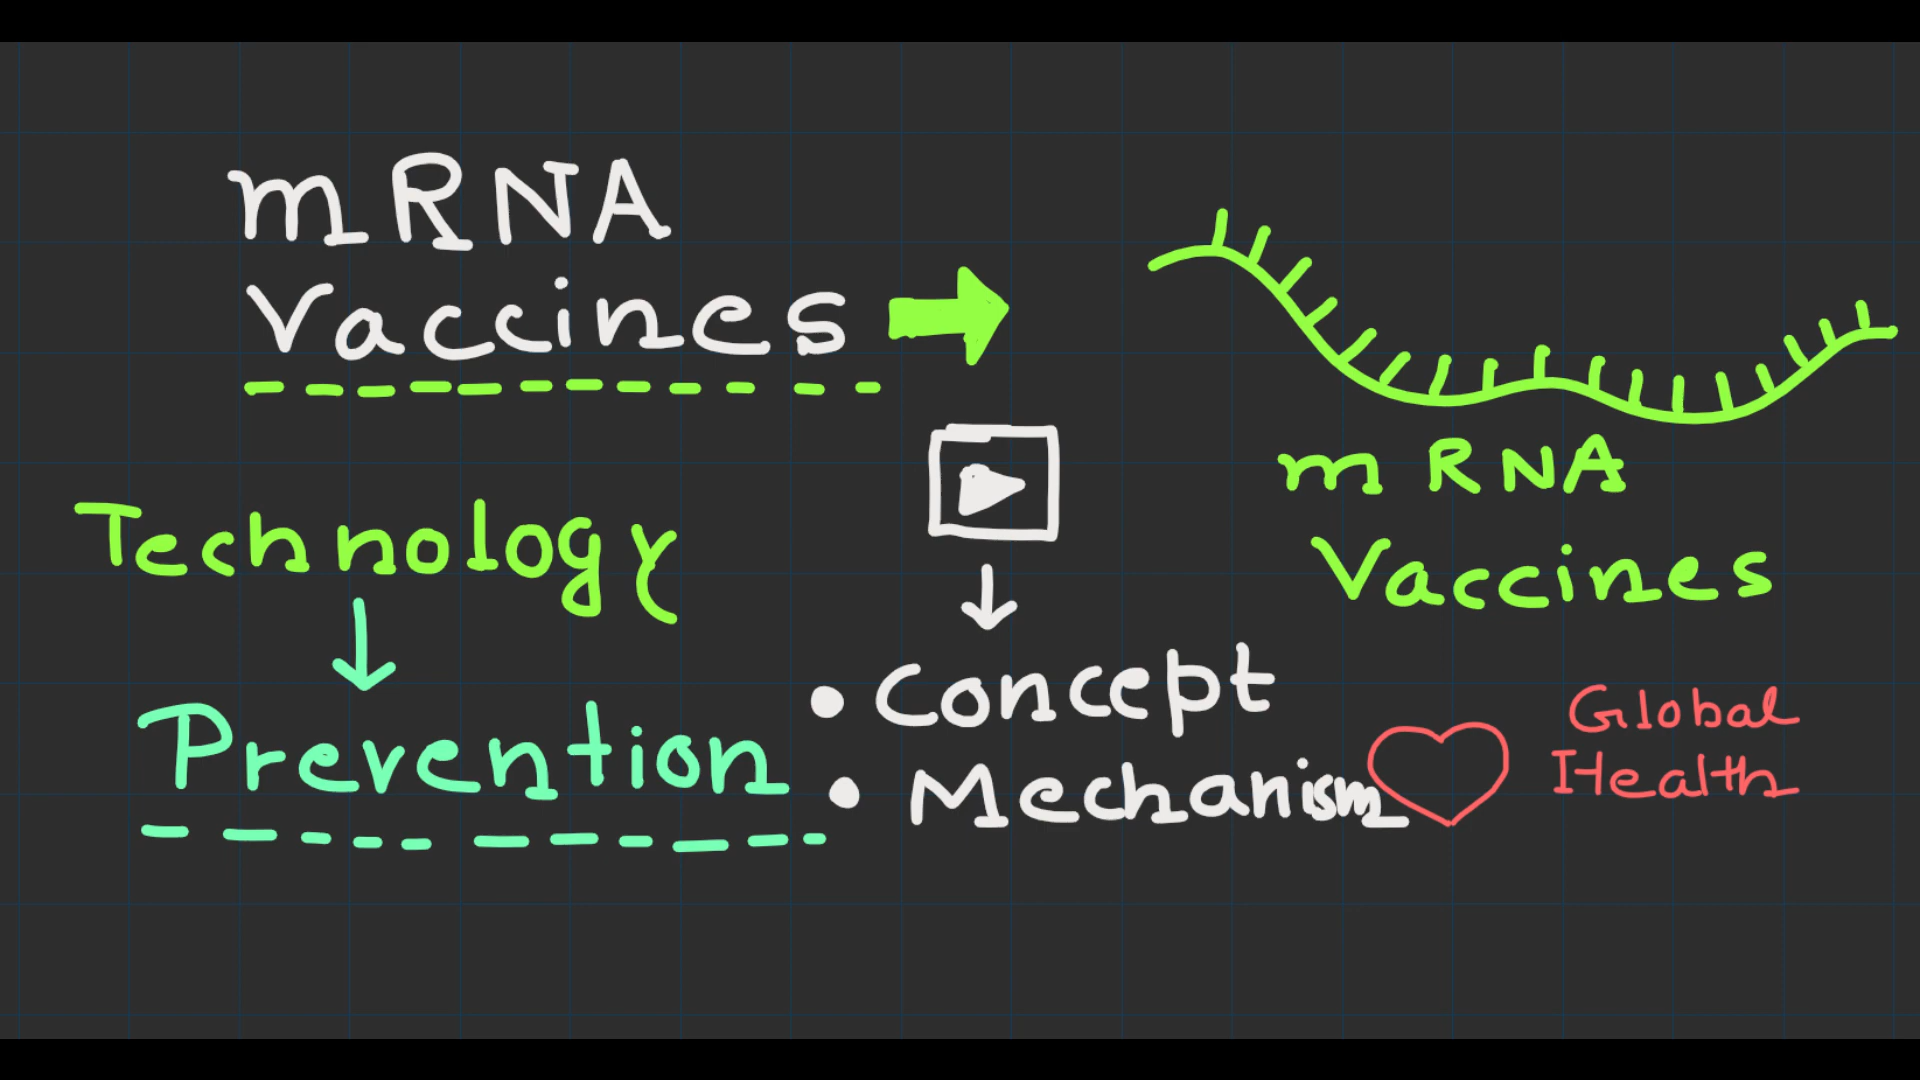 mRNA
Vaccines
Technology
Prevention
• Concept
• Mechanism
mRNA
Vaccines
Global
Health